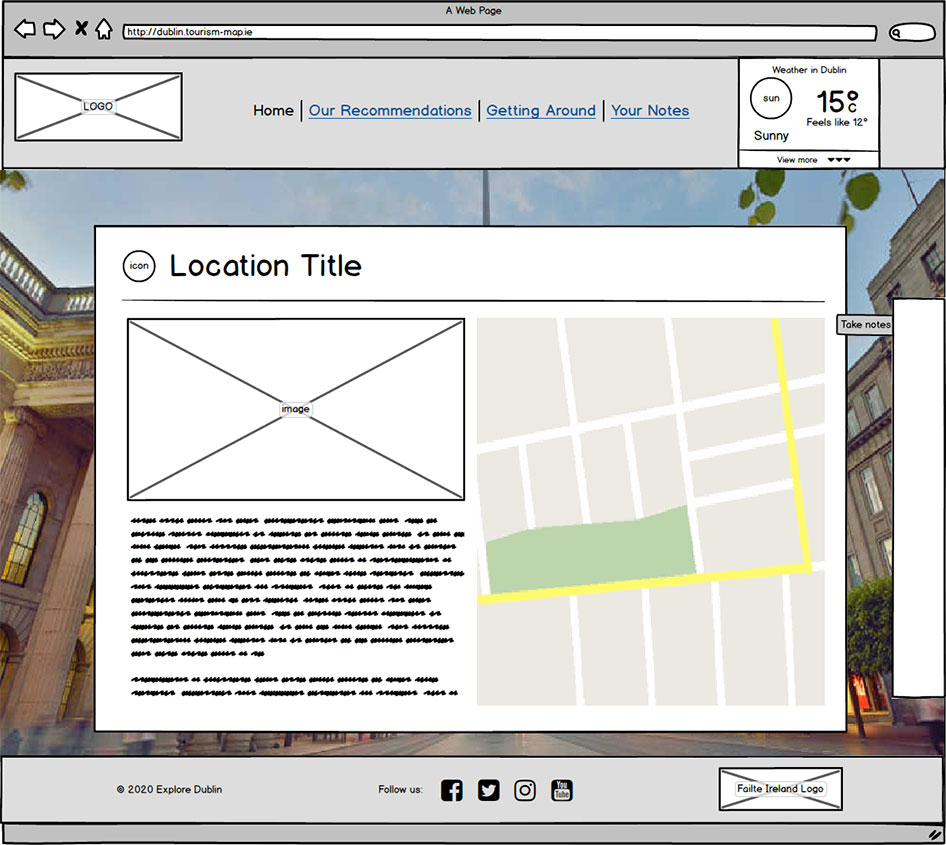 A Web Page
http://dublin.tourism-map.ie
LOGO
Home | Our Recommendations | Getting Around | Your Notes
Weather in Dublin
sun
15°C
Feels like 12°
Sunny
View more
icon
Location Title
Take notes
image
© 2020 Explore Dublin
Follow us:
You Tube
Failte Ireland Logo